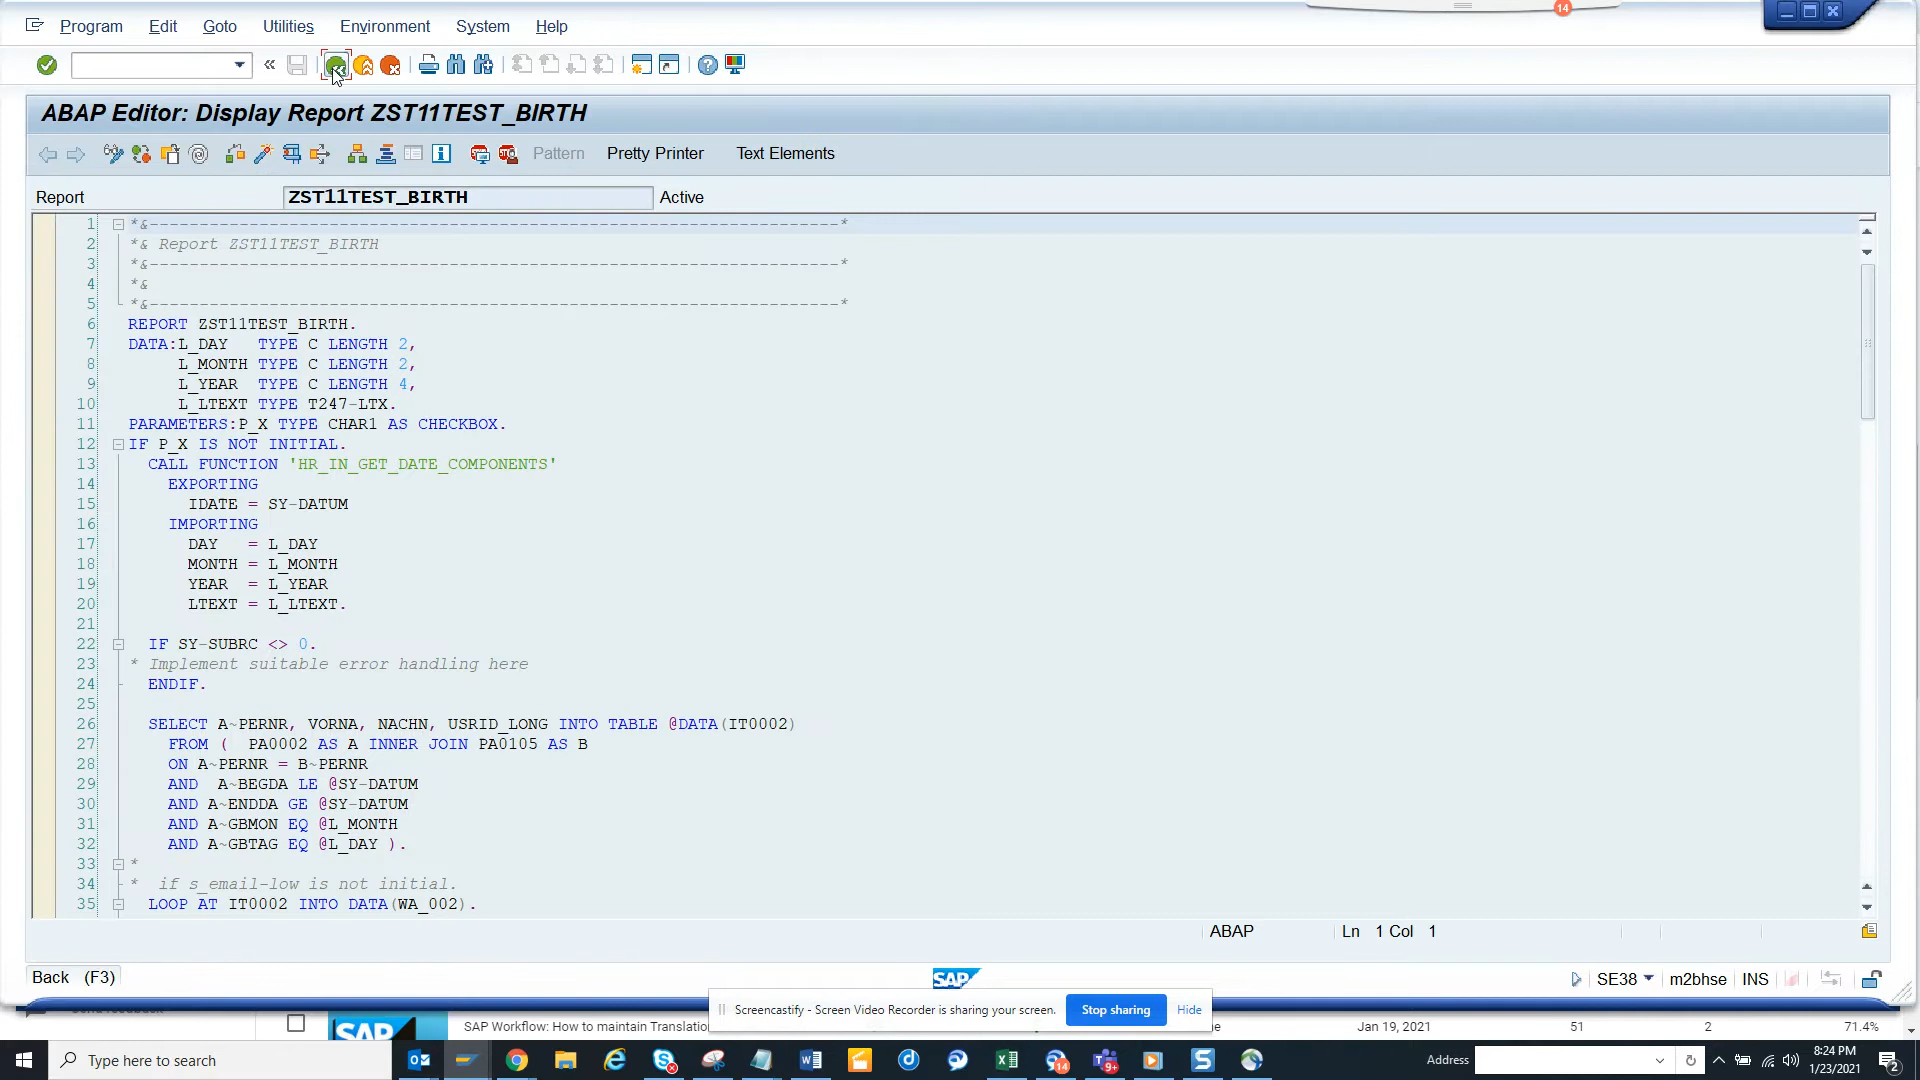 14
Program Edit Goto Utilities Environment System Help
ABAP Editor: Display Report ZST11TEST_BIRTH
Pattern Pretty Printer Text Elements
Report ZST11TEST_BIRTH Active
1 *&---------------------------------------------------------------------*
2 *& Report ZST11TEST_BIRTH
3 *&---------------------------------------------------------------------*
4 *&
5 *&---------------------------------------------------------------------*
6 REPORT ZST11TEST_BIRTH.
7 DATA:L_DAY TYPE C LENGTH 2,
8 L_MONTH TYPE C LENGTH 2,
9 L_YEAR TYPE C LENGTH 4,
10 L_LTEXT TYPE T247-LTX.
11 PARAMETERS:P_X TYPE CHAR1 AS CHECKBOX.
12 IF P_X IS NOT INITIAL.
13 CALL FUNCTION 'HR_IN_GET_DATE_COMPONENTS'
14 EXPORTING
15 IDATE = SY-DATUM
16 IMPORTING
17 DAY = L_DAY
18 MONTH = L_MONTH
19 YEAR = L_YEAR
20 LTEXT = L_LTEXT.
21
22 IF SY-SUBRC <> 0.
23 * Implement suitable error handling here
24 ENDIF.
25
26 SELECT A~PERNR, VORNA, NACHN, USRID_LONG INTO TABLE @DATA(IT0002)
27 FROM ( PA0002 AS A INNER JOIN PA0105 AS B
28 ON A~PERNR = B~PERNR
29 AND A~BEGDA LE @SY-DATUM
30 AND A~ENDDA GE @SY-DATUM
31 AND A~GBMON EQ @L_MONTH
32 AND A~GBTAG EQ @L_DAY ).
33 *
34 * if s_email-low is not initial.
35 LOOP AT IT0002 INTO DATA(WA_002).
ABAP Ln 1 Col 1
Back (F3) SAP SE38 m2bhse INS
Screencastify - Screen Video Recorder is sharing your screen. Stop sharing Hide
SAP SAP Workflow: How to maintain Jan 19, 2021 51 2 71.4%
Type here to search Address 8:24 PM
1/23/2021
14 9+ 2